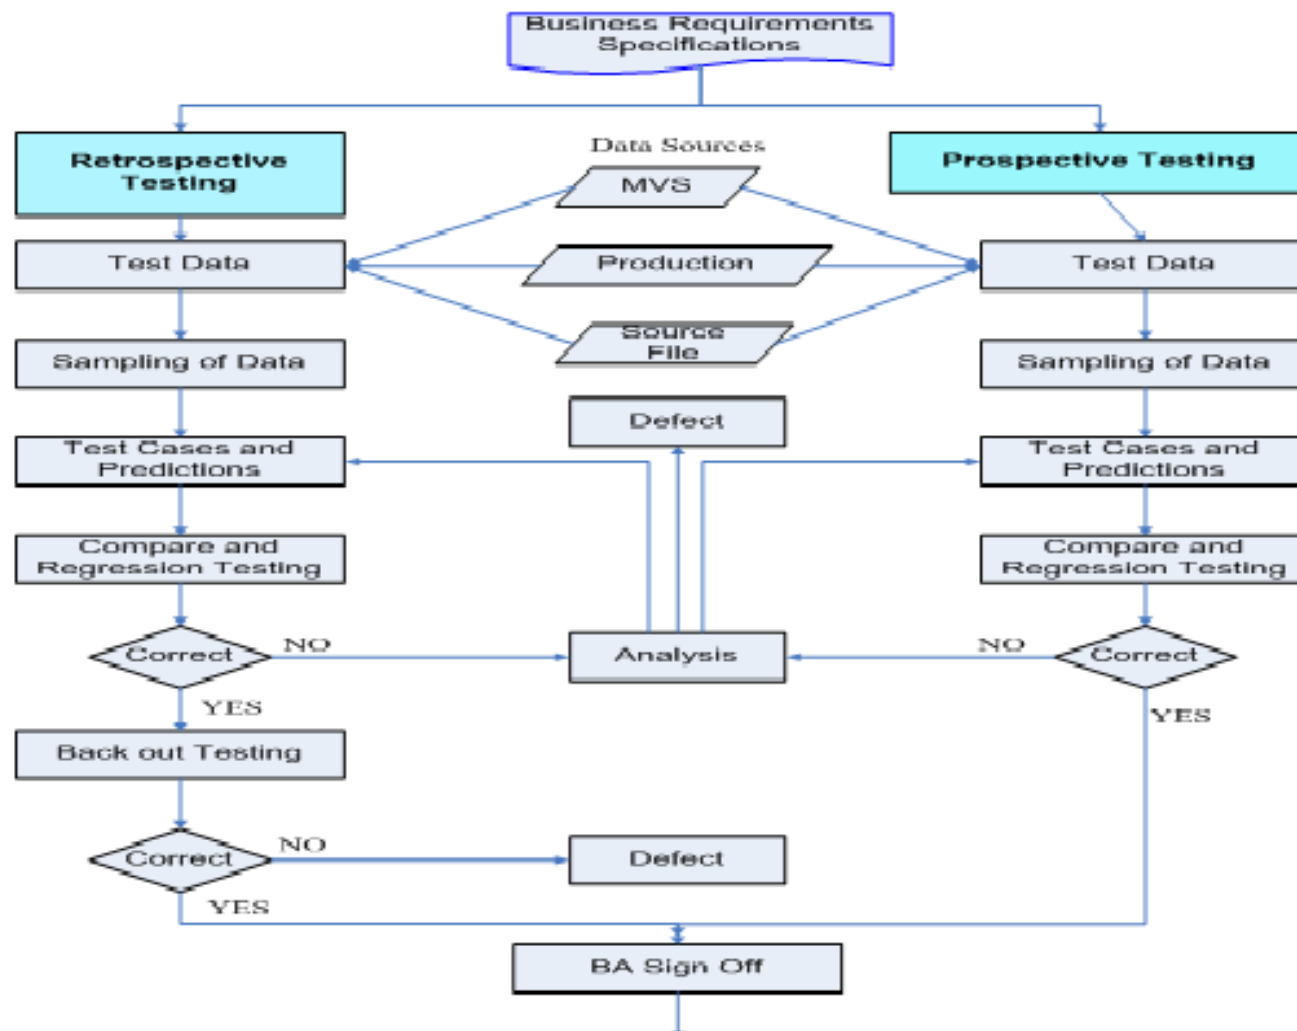 Business Requirements
Specifications
Retrospective
Testing
Data Sources
MVS
Prospective Testing
Test Data
Production
Test Data
Source
File
Sampling of Data
Sampling of Data
Defect
Test Cases and
Predictions
Test Cases and
Predictions
Compare and
Regression Testing
Compare and
Regression Testing
Correct
NO
Analysis
NO
Correct
YES
YES
Back out Testing
Correct
NO
Defect
YES
BA Sign Off